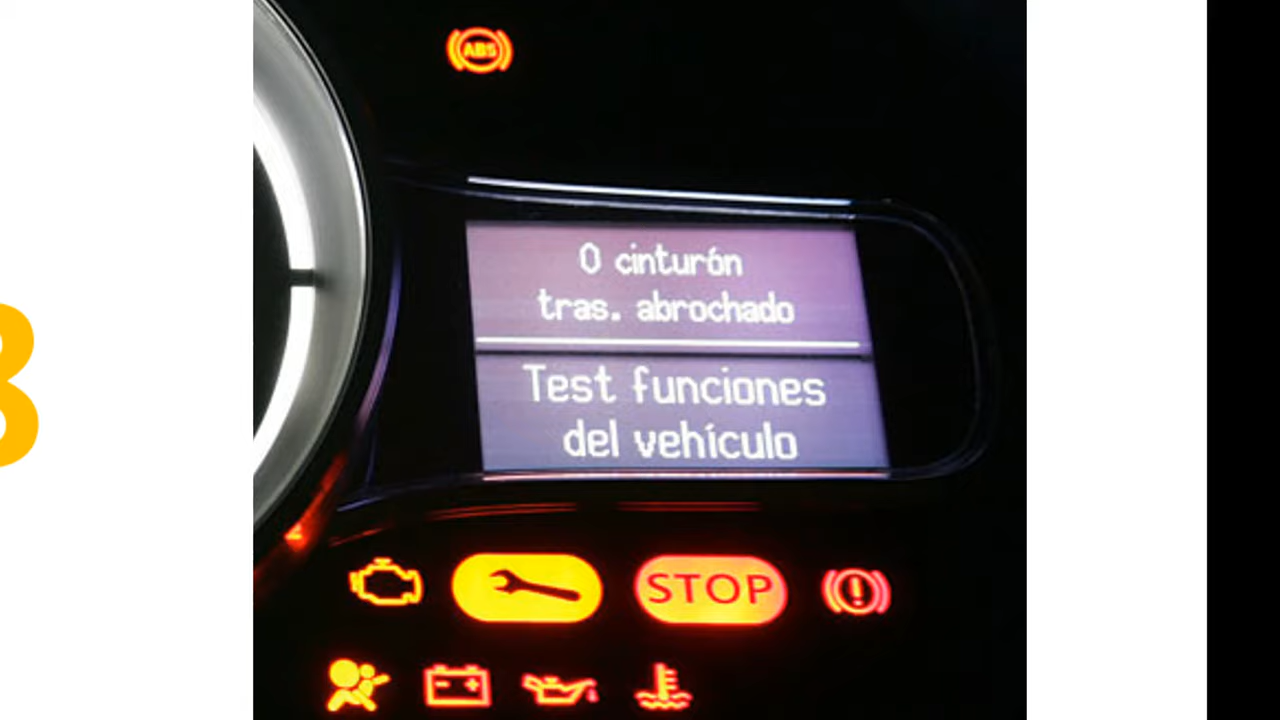 ABS
0 cinturón
tras. abrochado
Test funciones
del vehículo
STOP